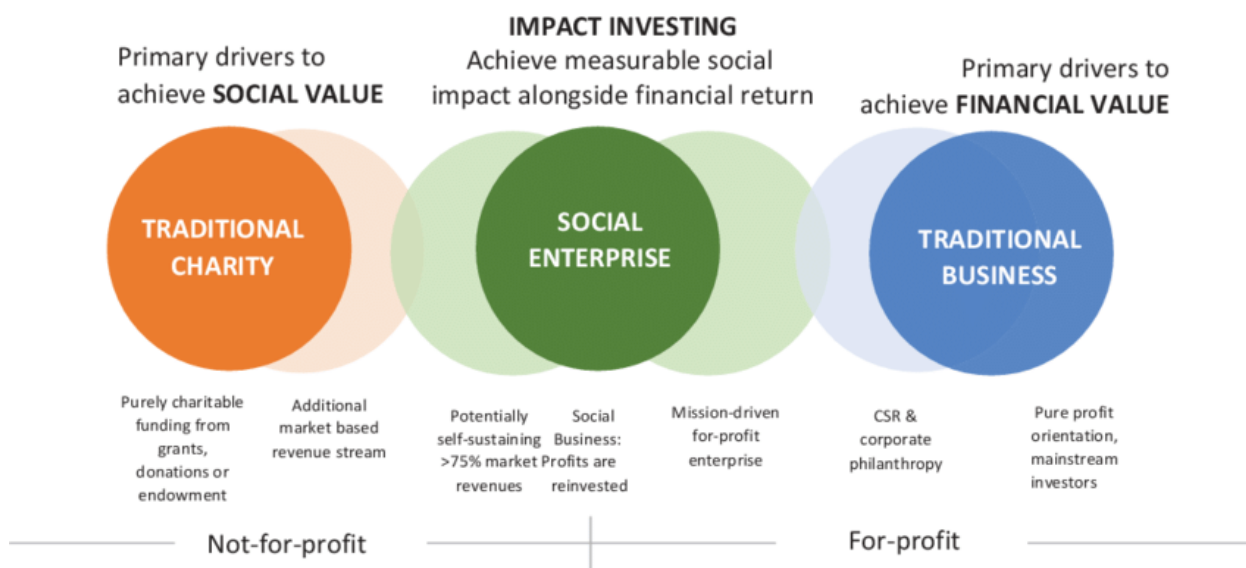 IMPACT INVESTING
Achieve measurable social
impact alongside financial return
Primary drivers to
achieve SOCIAL VALUE
Primary drivers to
achieve FINANCIAL VALUE
TRADITIONAL
CHARITY
SOCIAL
ENTERPRISE
TRADITIONAL
BUSINESS
Purely charitable
funding from
grants,
donations or
endowment
Additional
market based
revenue stream
Potentially
self-sustaining
>75% market
revenues
Social
Business:
Profits are
reinvested
Mission-driven
for-profit
enterprise
CSR &
corporate
philanthropy
Pure profit
orientation,
mainstream
investors
Not-for-profit
For-profit